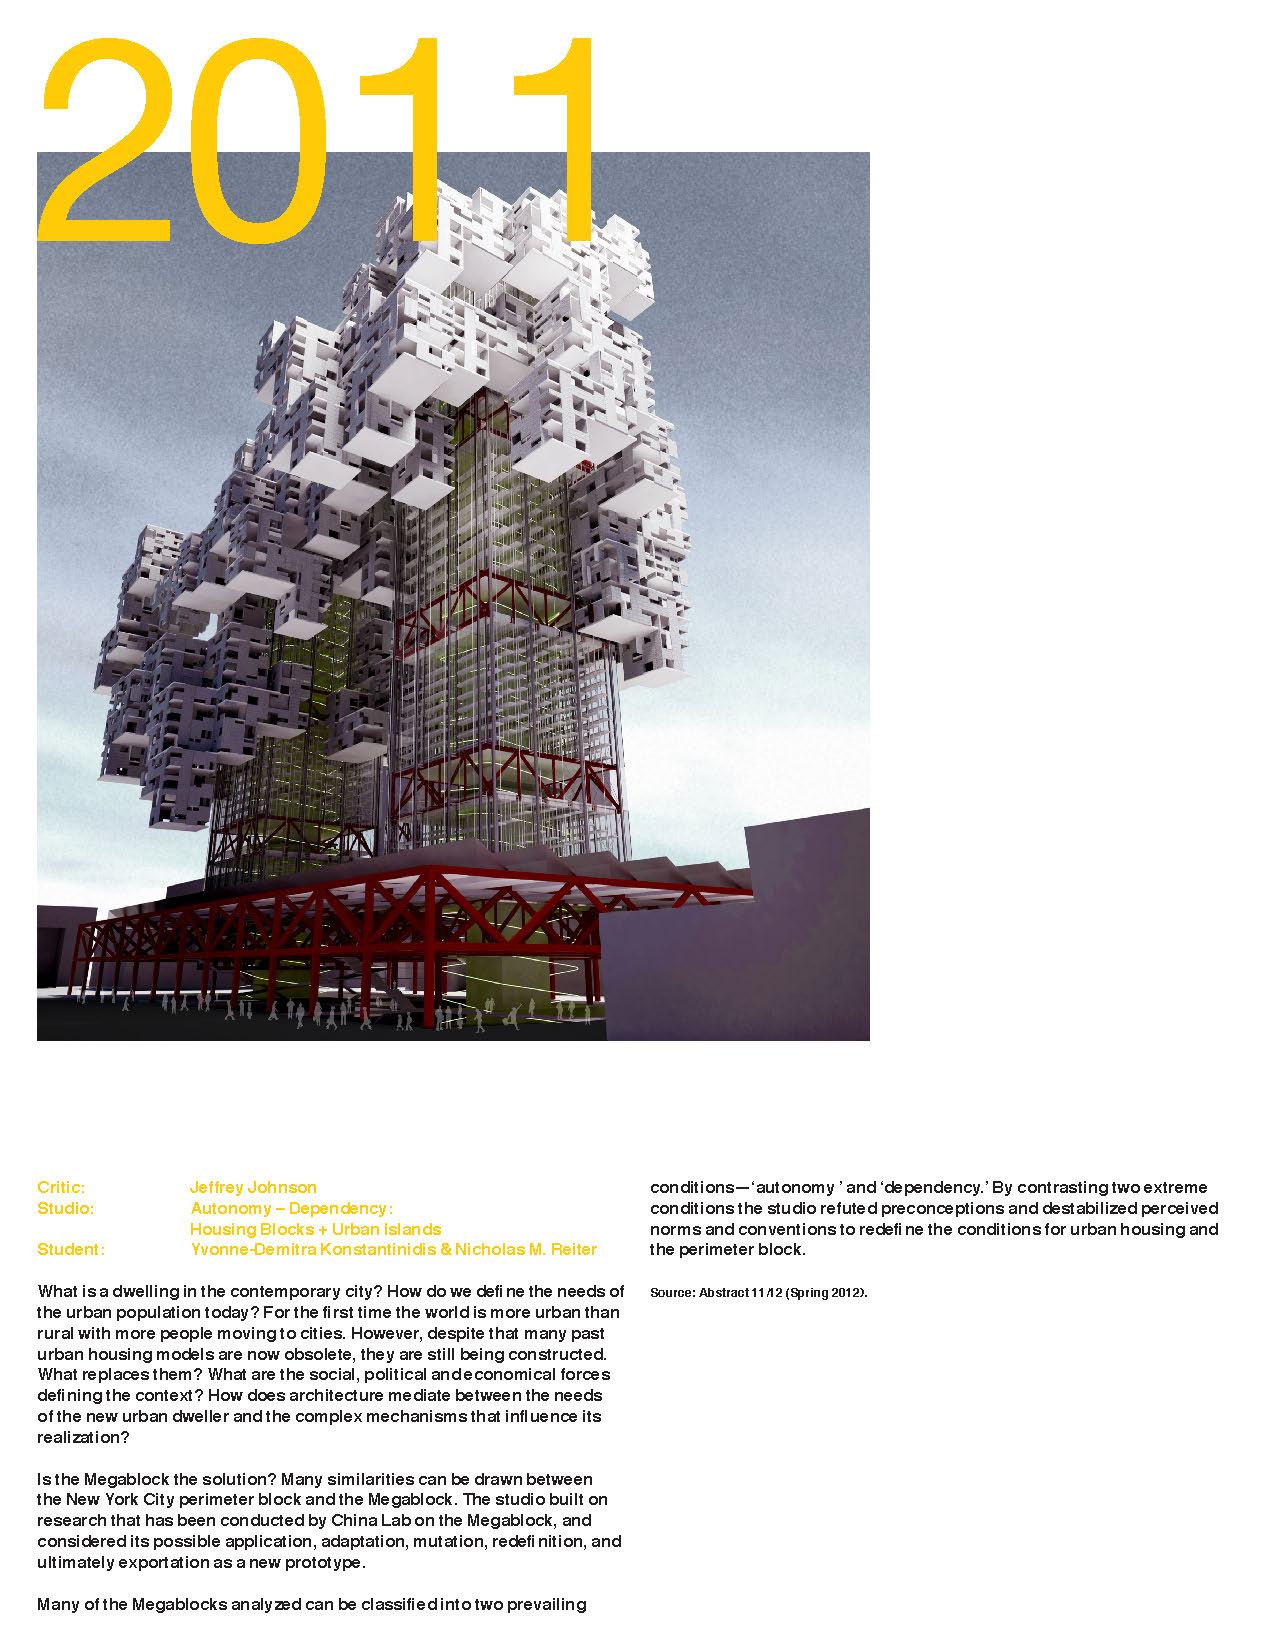 2011
Critic: Jeffrey Johnson
Studio: Autonomy – Dependency:
Housing Blocks + Urban Islands
Student: Yvonne-Demitra Konstantinidis & Nicholas M. Reiter
What is a dwelling in the contemporary city? How do we define the needs of
the urban population today? For the first time the world is more urban than
rural with more people moving to cities. However, despite that many past
urban housing models are now obsolete, they are still being constructed.
What replaces them? What are the social, political and economical forces
defining the context? How does architecture mediate between the needs
of the new urban dweller and the complex mechanisms that influence its
realization?
Is the Megablock the solution? Many similarities can be drawn between
the New York City perimeter block and the Megablock. The studio built on
research that has been conducted by China Lab on the Megablock, and
considered its possible application, adaptation, mutation, redefinition, and
ultimately exportation as a new prototype.
Many of the Megablocks analyzed can be classified into two prevailing
conditions—‘autonomy’ and ‘dependency.’ By contrasting two extreme
conditions the studio refuted preconceptions and destabilized perceived
norms and conventions to redefine the conditions for urban housing and
the perimeter block.
Source: Abstract 11/12 (Spring 2012).